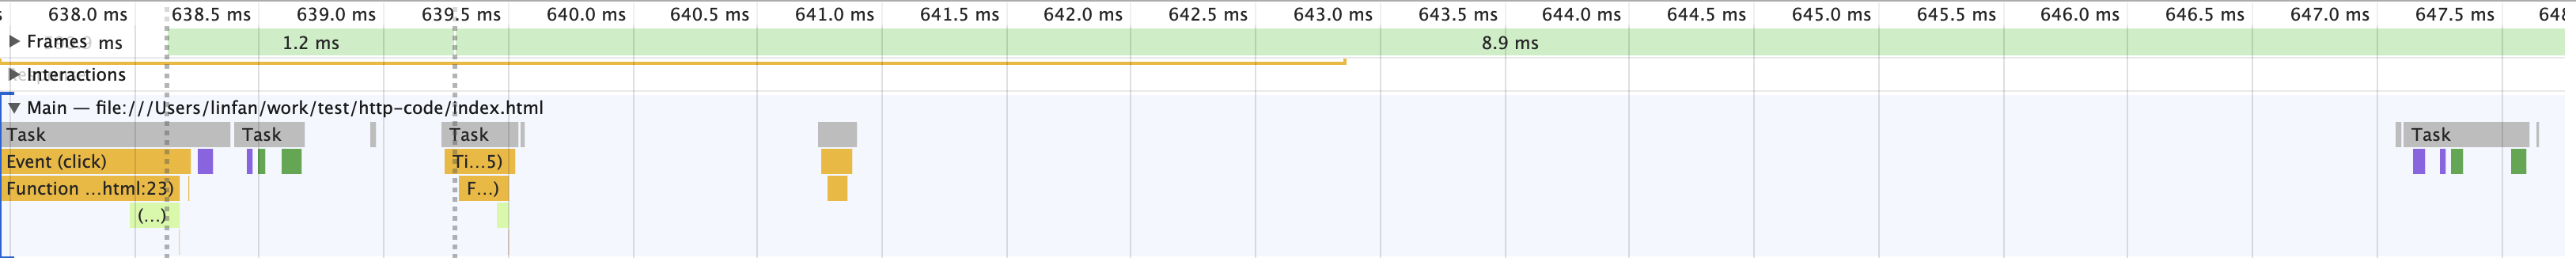 638.0 ms 638.5 ms 639.0 ms 639.5 ms 640.0 ms 640.5 ms 641.0 ms 641.5 ms 642.0 ms 642.5 ms 643.0 ms 643.5 ms 644.0 ms 644.5 ms 645.0 ms 645.5 ms 646.0 ms 646.5 ms 647.0 ms 647.5 ms
Frames ms 1.2 ms 8.9 ms
Interactions
Main — file:///Users/linfan/work/test/http-code/index.html
Task Task Task Task
Event (click) Ti…5)
Function …html:23) F…)
(…)